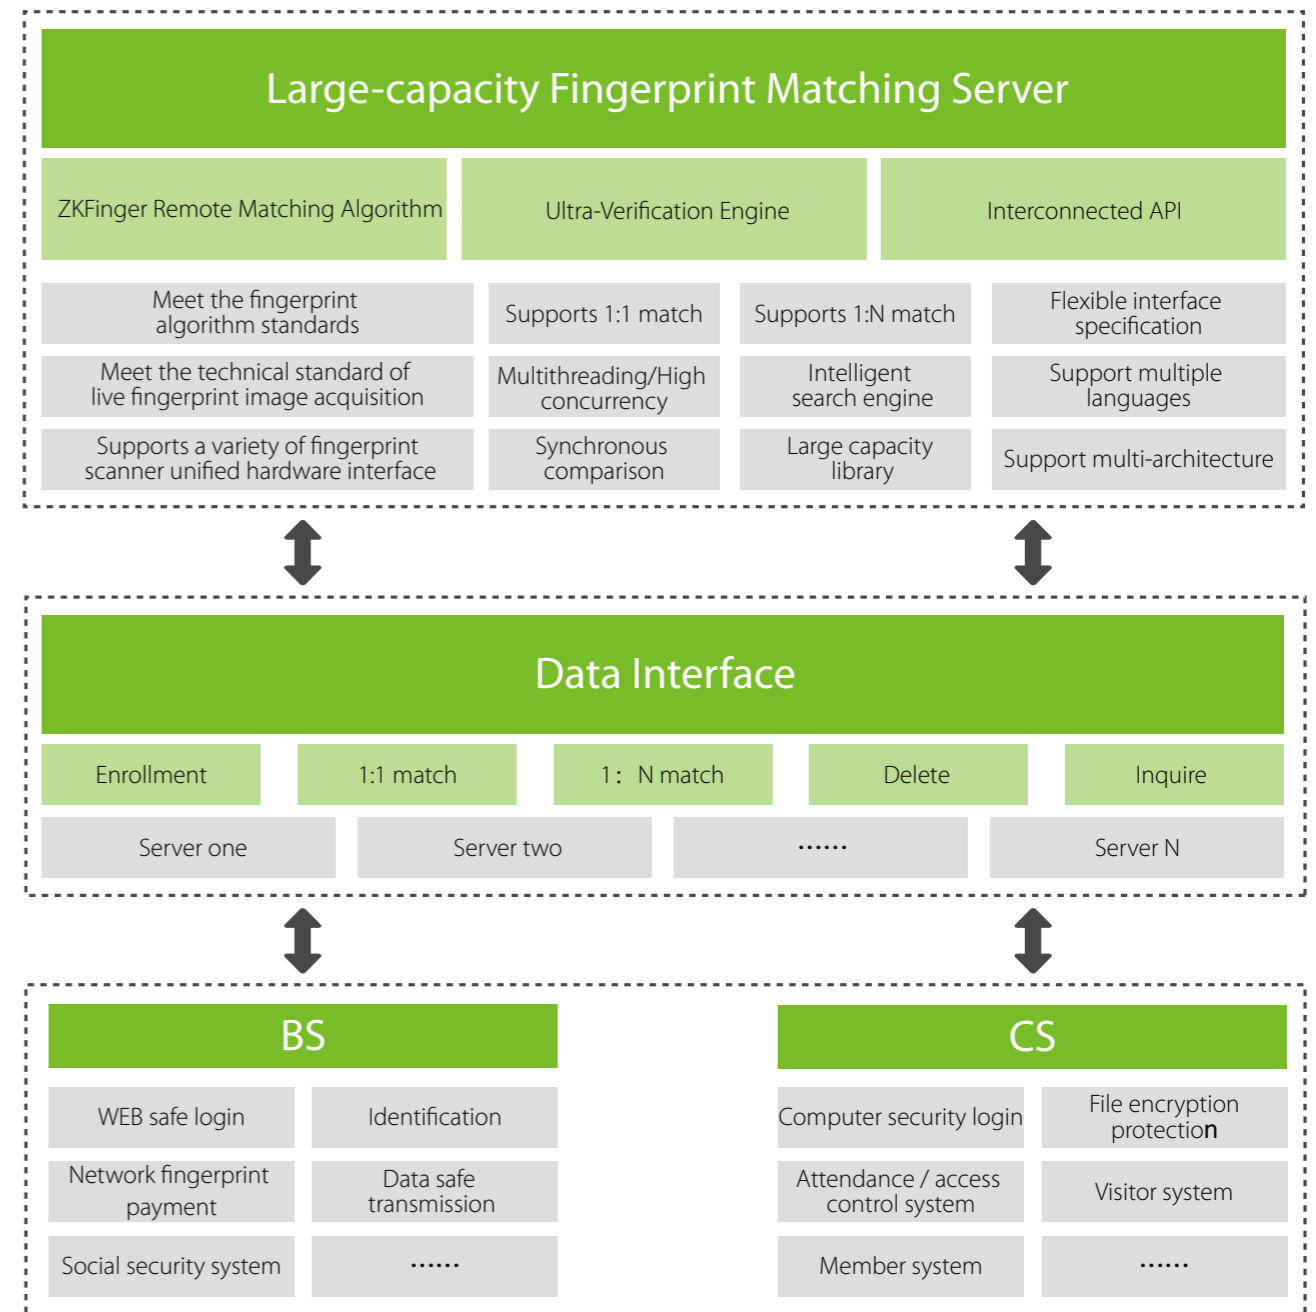 Large-capacity Fingerprint Matching Server
ZKFinger Remote Matching Algorithm
Ultra-Verification Engine
Interconnected API
Meet the fingerprint
algorithm standards
Supports 1:1 match
Supports 1:N match
Flexible interface
specification
Meet the technical standard of
live fingerprint image acquisition
Multithreading/High
concurrency
Intelligent
search engine
Support multiple
languages
Supports a variety of fingerprint
scanner unified hardware interface
Synchronous
comparison
Large capacity
library
Support multi-architecture
Data Interface
Enrollment
1:1 match
1：N match
Delete
Inquire
Server one
Server two
······
Server N
BS
CS
WEB safe login
Identification
Computer security login
File encryption
protection
Network fingerprint
payment
Data safe
transmission
Attendance / access
control system
Visitor system
Social security system
······
Member system
······